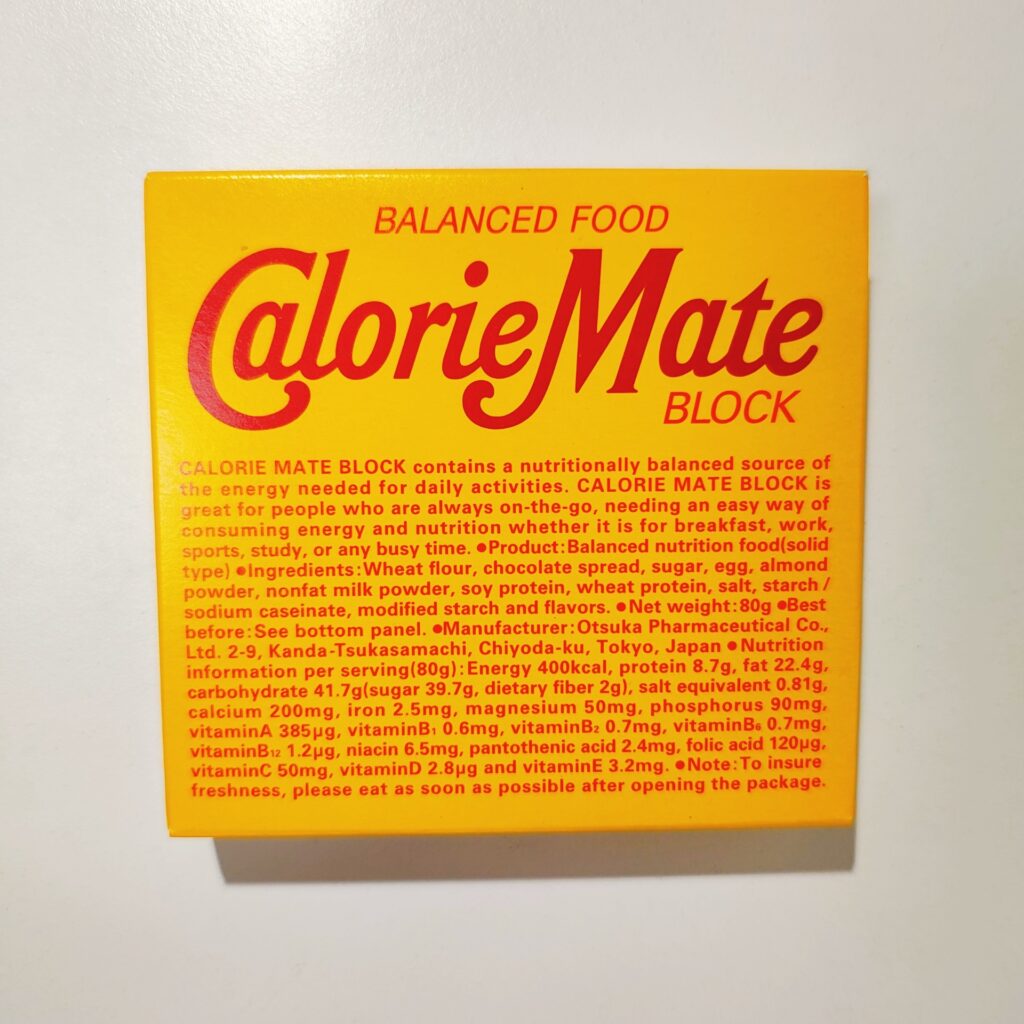 BALANCED FOOD
CalorieMate
BLOCK
CALORIE MATE BLOCK contains a nutritionally balanced source of
the energy needed for daily activities. CALORIE MATE BLOCK is
great for people who are always on-the-go, needing an easy way of
consuming energy and nutrition whether it is for breakfast, work,
sports, study, or any busy time. ●Product:Balanced nutrition food(solid
type) ●Ingredients:Wheat flour, chocolate spread, sugar, egg, almond
powder, nonfat milk powder, soy protein, wheat protein, salt, starch /
sodium caseinate, modified starch and flavors. ●Net weight:80g ●Best
before:See bottom panel. ●Manufacturer:Otsuka Pharmaceutical Co.,
Ltd. 2-9, Kanda-Tsukasamachi, Chiyoda-ku, Tokyo, Japan ●Nutrition
information per serving(80g):Energy 400kcal, protein 8.7g, fat 22.4g,
carbohydrate 41.7g(sugar 39.7g, dietary fiber 2g), salt equivalent 0.81g,
calcium 200mg, iron 2.5mg, magnesium 50mg, phosphorus 90mg,
vitaminA 385μg, vitaminB₁ 0.6mg, vitaminB₂ 0.7mg, vitaminB₆ 0.7mg,
vitaminB₁₂ 1.2μg, niacin 6.5mg, pantothenic acid 2.4mg, folic acid 120μg,
vitaminC 50mg, vitaminD 2.8μg and vitaminE 3.2mg. ●Note:To insure
freshness, please eat as soon as possible after opening the package.